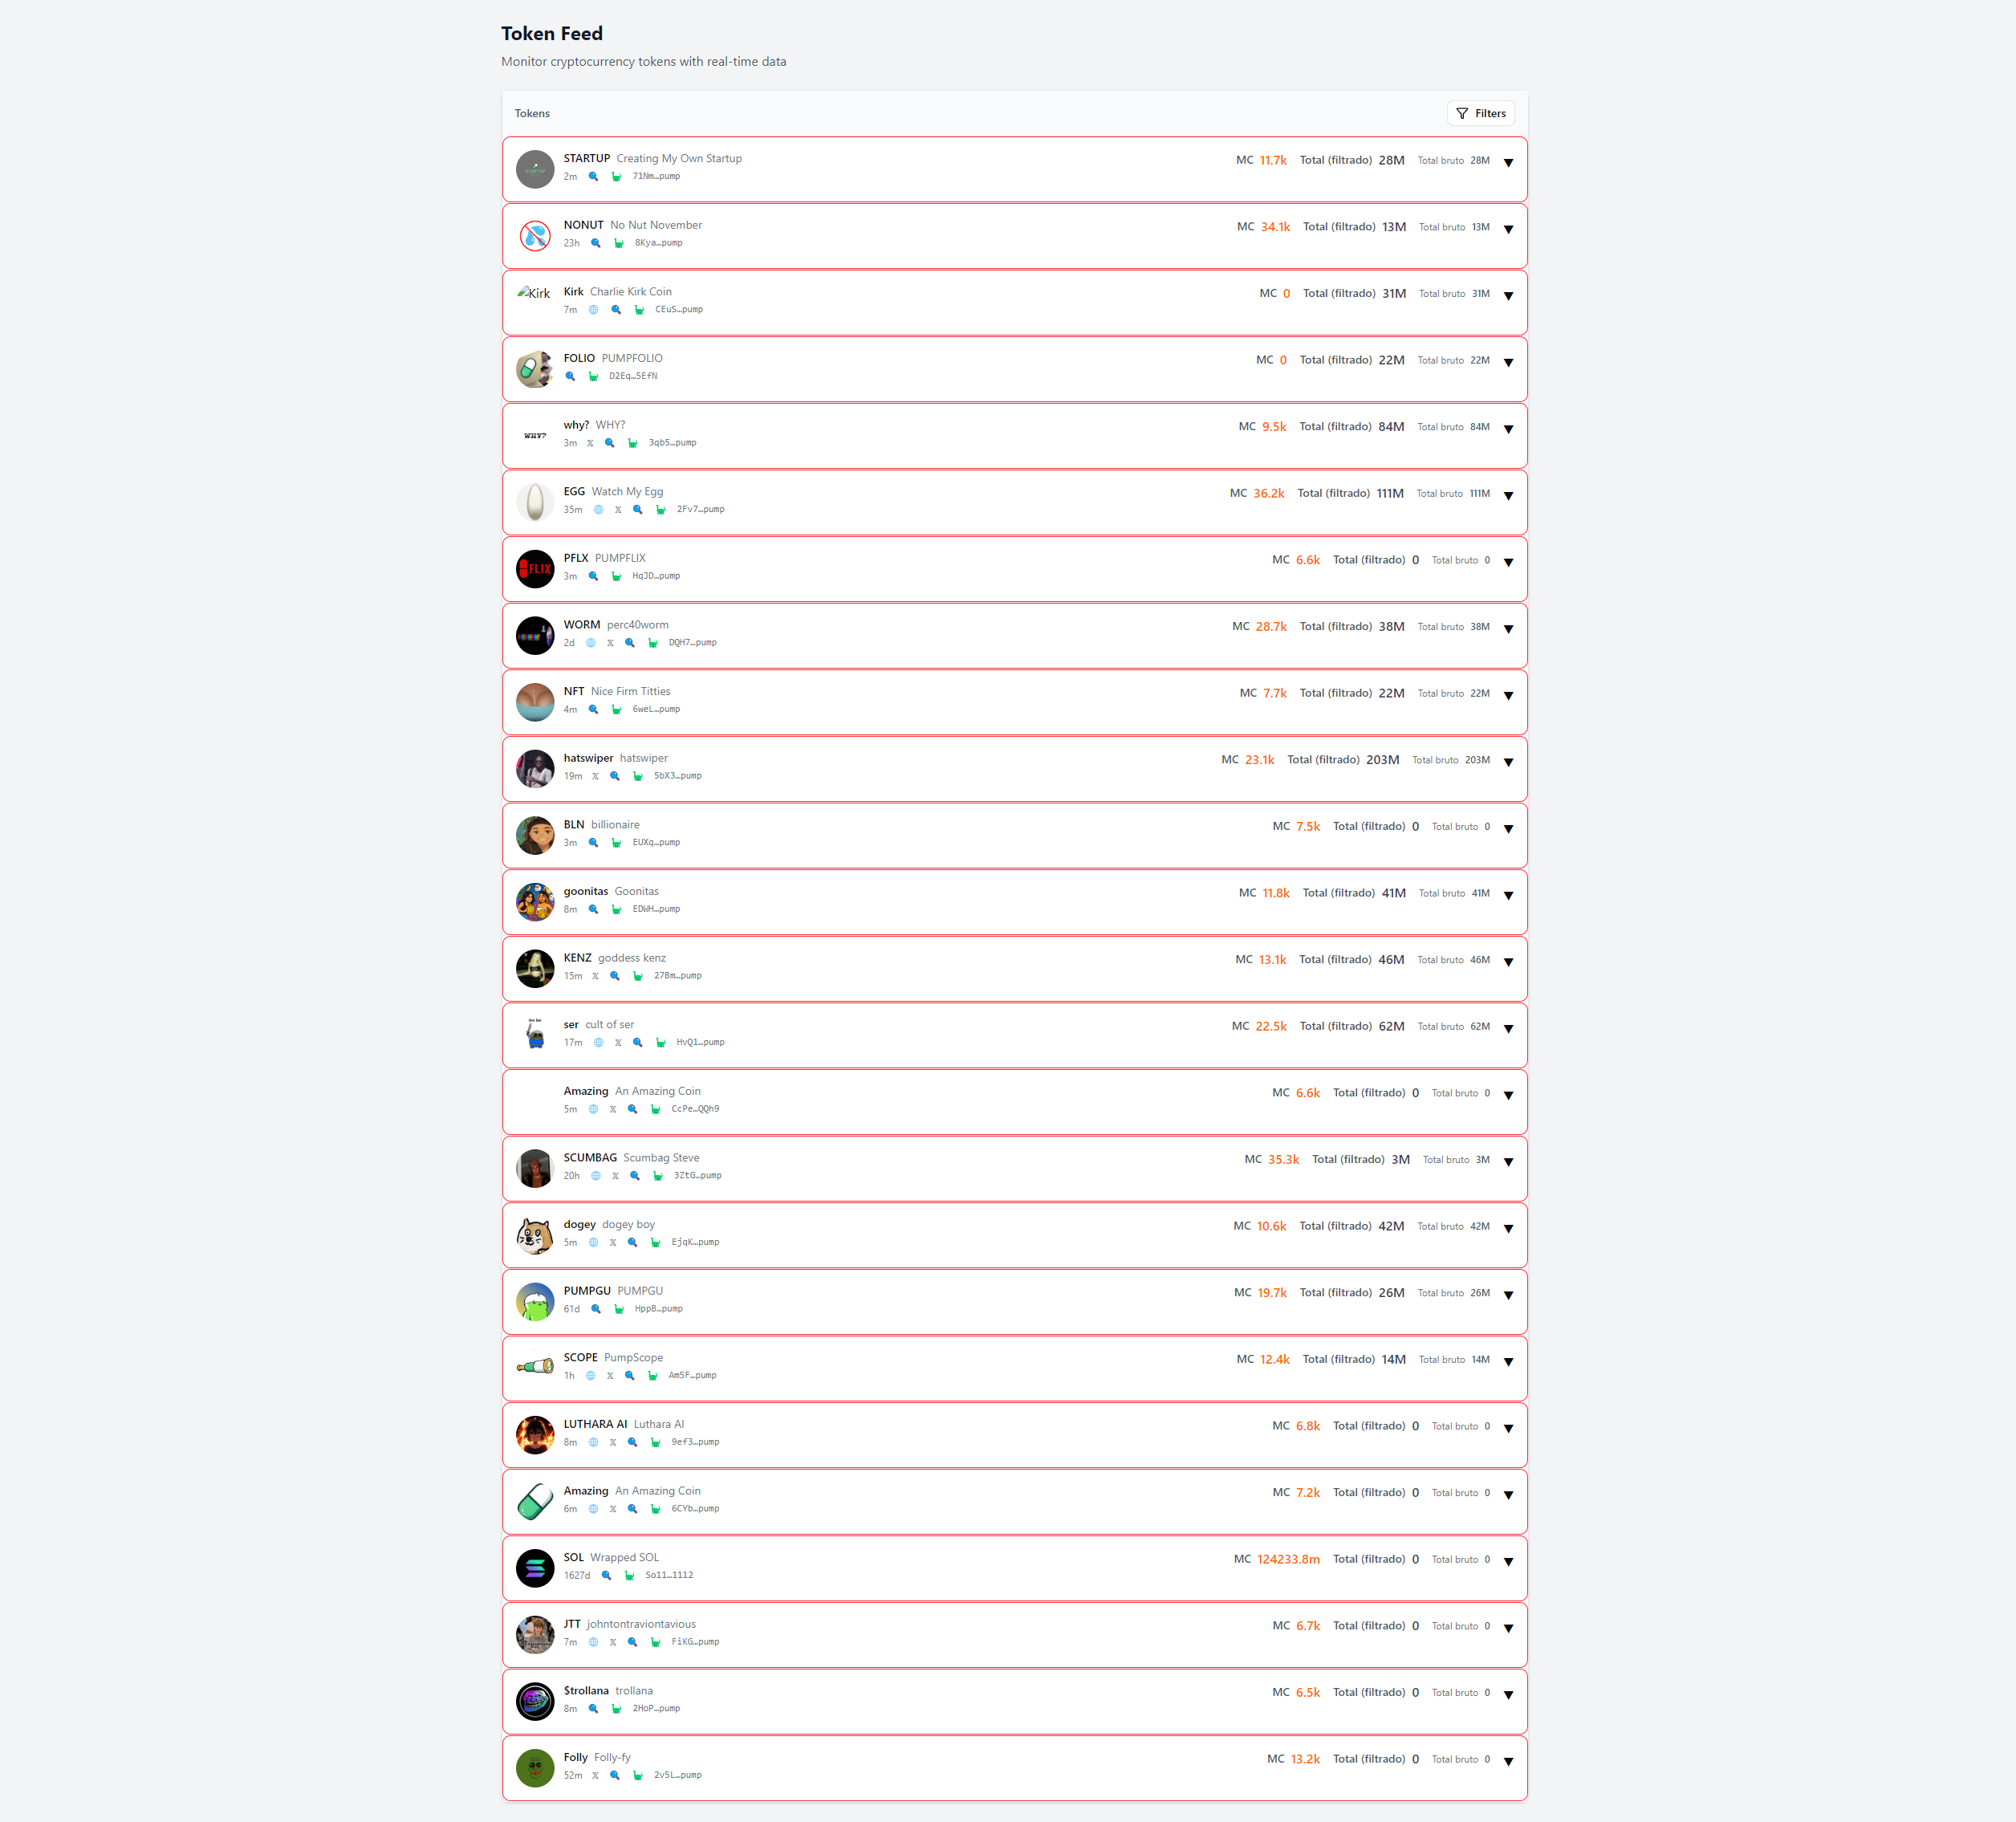 Token Feed
Monitor cryptocurrency tokens with real-time data
Tokens Filters
STARTUP Creating My Own Startup MC 11.7k Total (filtrado) 28M Total bruto 28M
2m 71Nm…pump
NONUT No Nut November MC 34.1k Total (filtrado) 13M Total bruto 13M
23h 8Kya…pump
Kirk Kirk Charlie Kirk Coin MC 0 Total (filtrado) 31M Total bruto 31M
7m CEuS…pump
FOLIO PUMPFOLIO MC 0 Total (filtrado) 22M Total bruto 22M
D2Eq…5EfN
WHY? why? WHY? MC 9.5k Total (filtrado) 84M Total bruto 84M
3m 𝕏 3qb5…pump
EGG Watch My Egg MC 36.2k Total (filtrado) 111M Total bruto 111M
35m 𝕏 2Fv7…pump
FLIX PFLX PUMPFLIX MC 6.6k Total (filtrado) 0 Total bruto 0
3m HqJD…pump
WORM perc40worm MC 28.7k Total (filtrado) 38M Total bruto 38M
2d 𝕏 DQH7…pump
NFT Nice Firm Titties MC 7.7k Total (filtrado) 22M Total bruto 22M
4m 6weL…pump
hatswiper hatswiper MC 23.1k Total (filtrado) 203M Total bruto 203M
19m 𝕏 5bX3…pump
BLN billionaire MC 7.5k Total (filtrado) 0 Total bruto 0
3m EUXq…pump
goonitas Goonitas MC 11.8k Total (filtrado) 41M Total bruto 41M
8m EDWH…pump
KENZ goddess kenz MC 13.1k Total (filtrado) 46M Total bruto 46M
15m 𝕏 27Bm…pump
ser cult of ser MC 22.5k Total (filtrado) 62M Total bruto 62M
17m 𝕏 HvQ1…pump
Amazing An Amazing Coin MC 6.6k Total (filtrado) 0 Total bruto 0
5m 𝕏 CcPe…QQh9
SCUMBAG Scumbag Steve MC 35.3k Total (filtrado) 3M Total bruto 3M
20h 𝕏 3ZtG…pump
dogey dogey boy MC 10.6k Total (filtrado) 42M Total bruto 42M
5m 𝕏 EjqK…pump
PUMPGU PUMPGU MC 19.7k Total (filtrado) 26M Total bruto 26M
61d HppB…pump
SCOPE PumpScope MC 12.4k Total (filtrado) 14M Total bruto 14M
1h 𝕏 Am5F…pump
LUTHARA AI Luthara AI MC 6.8k Total (filtrado) 0 Total bruto 0
8m 𝕏 9ef3…pump
Amazing An Amazing Coin MC 7.2k Total (filtrado) 0 Total bruto 0
6m 𝕏 6CYb…pump
SOL Wrapped SOL MC 124233.8m Total (filtrado) 0 Total bruto 0
1627d So11…1112
JTT johntontraviontavious MC 6.7k Total (filtrado) 0 Total bruto 0
7m 𝕏 FiKG…pump
$trollana trollana MC 6.5k Total (filtrado) 0 Total bruto 0
8m 2HoP…pump
Folly Folly-fy MC 13.2k Total (filtrado) 0 Total bruto 0
52m 𝕏 2v5L…pump